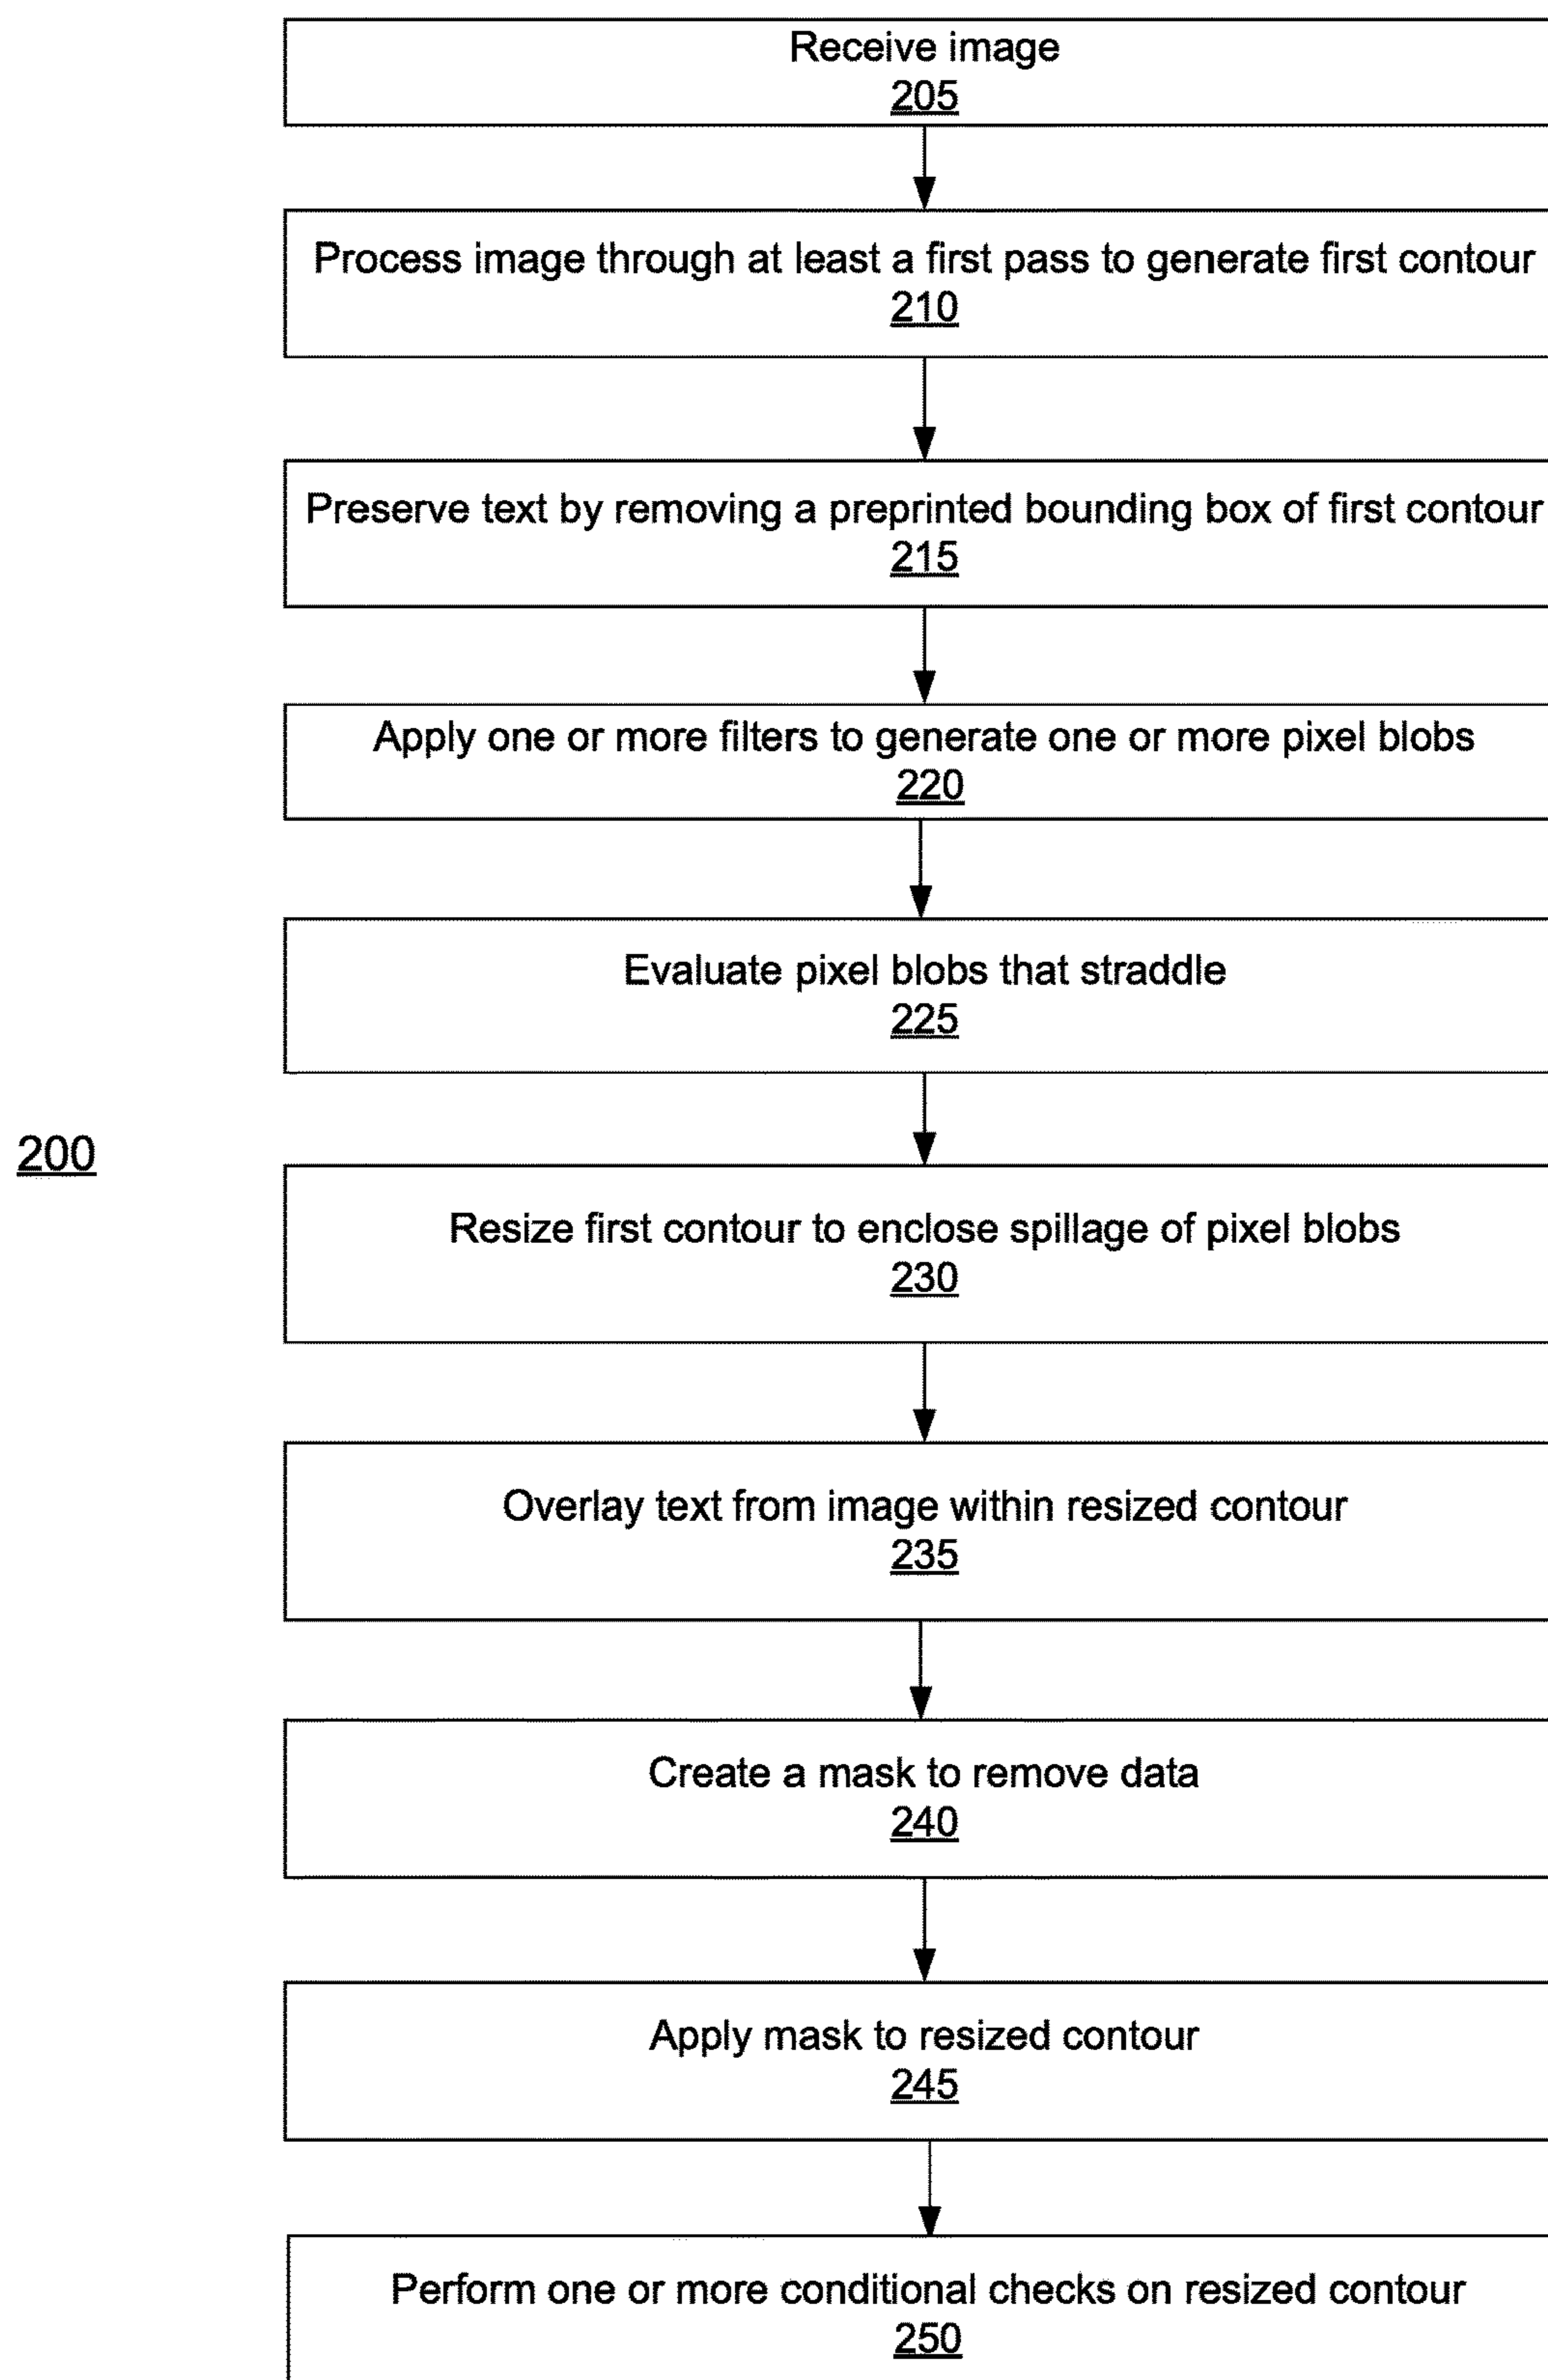 Receive image
205
Process image through at least a first pass to generate first contour
210
Preserve text by removing a preprinted bounding box of first contour
215
Apply one or more filters to generate one or more pixel blobs
220
Evaluate pixel blobs that straddle
225
200
Resize first contour to enclose spillage of pixel blobs
230
Overlay text from image within resized contour
235
Create a mask to remove data
240
Apply mask to resized contour
245
Perform one or more conditional checks on resized contour
250